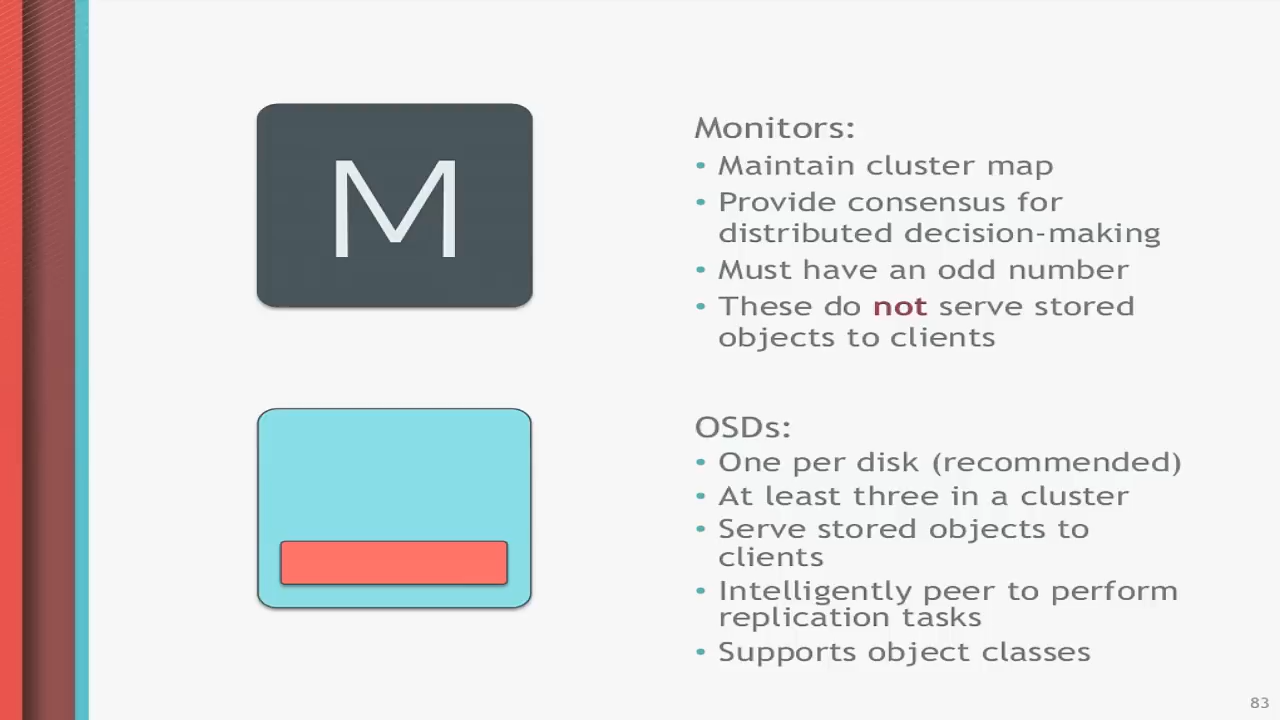 M
Monitors:
• Maintain cluster map
• Provide consensus for
distributed decision-making
• Must have an odd number
• These do not serve stored
objects to clients
OSDs:
• One per disk (recommended)
• At least three in a cluster
• Serve stored objects to
clients
• Intelligently peer to perform
replication tasks
• Supports object classes
83